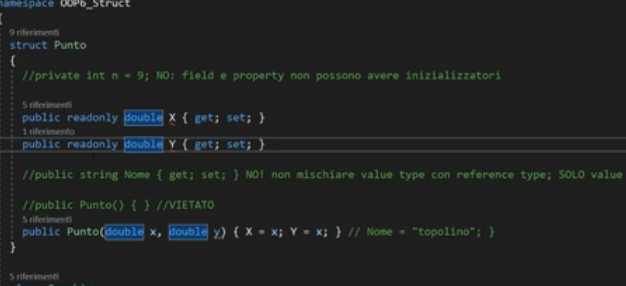 namespace OOP6_Struct
{
9 riferimenti
struct Punto
{
//private int n = 9; NO: field e property non possono avere inizializzatori
5 riferimenti
public readonly double X { get; set; }
1 riferimento
public readonly double Y { get; set; }
//public string Nome { get; set; } NO! non mischiare value type con reference type; SOLO value
//public Punto() { } //VIETATO
5 riferimenti
public Punto(double x, double y) { X = x; Y = x; } // Nome = "topolino"; }
}
5 riferimenti